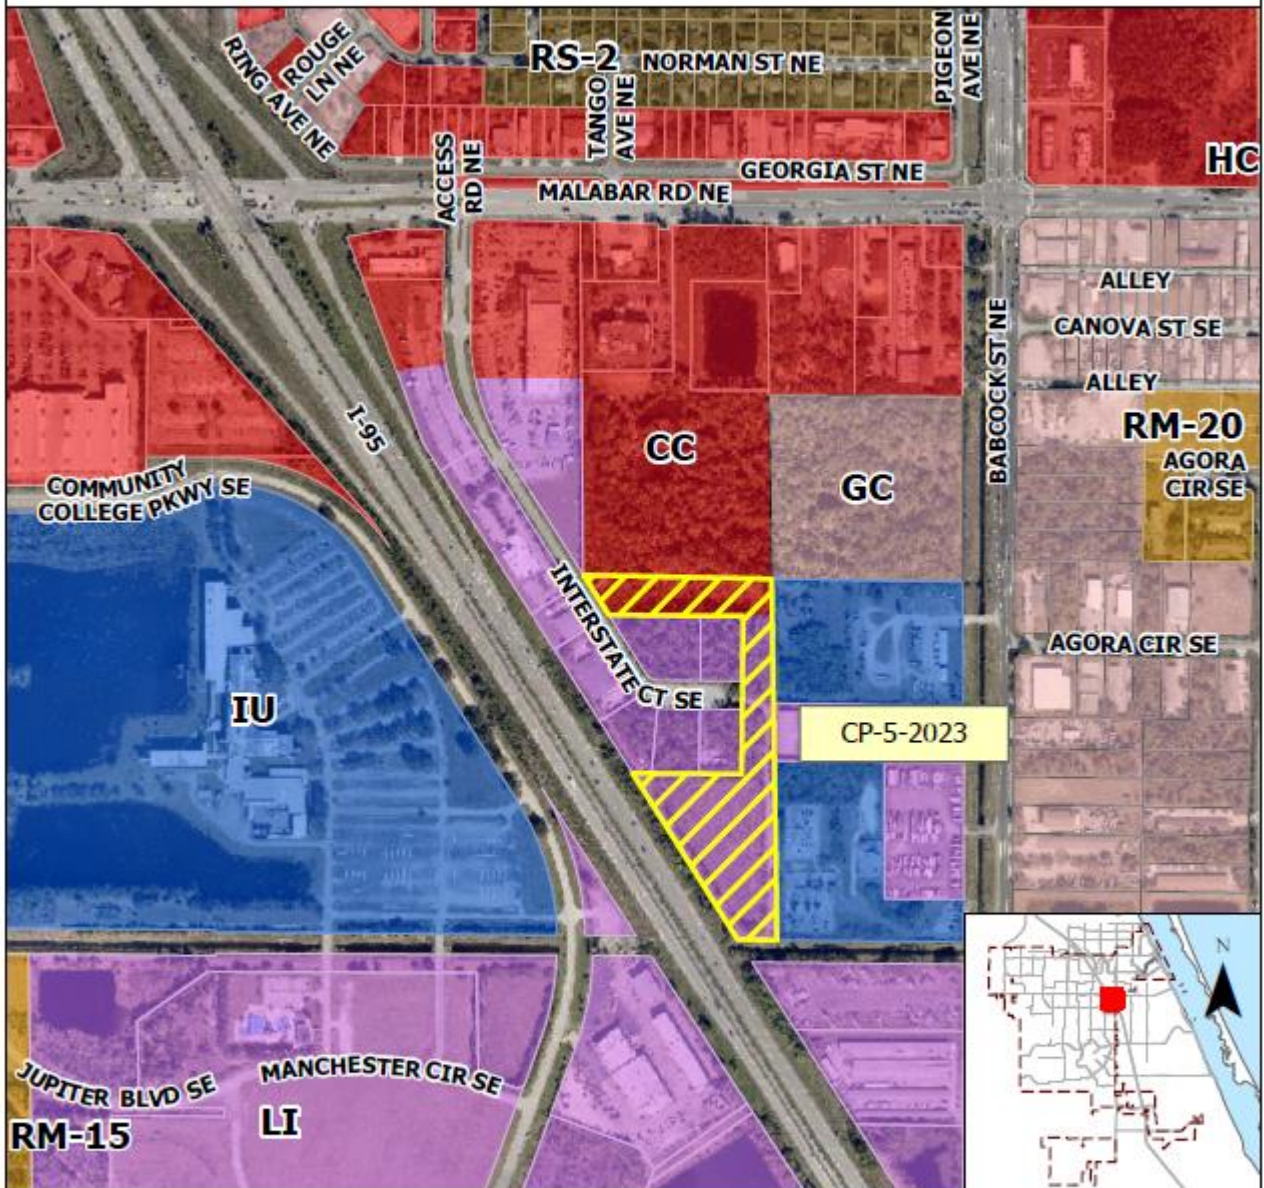 ROUGE
LN NE
RING AVE NE
RS-2
NORMAN ST NE
TANGO
AVE NE
PIGEON
AVE NE
HC
ACCESS
RD NE
GEORGIA ST NE
MALABAR RD NE
ALLEY
CANOVA ST SE
ALLEY
BABCOCK ST NE
I-95
CC
GC
RM-20
AGORA
CIR SE
COMMUNITY
COLLEGE PKWY SE
INTERSTATE CT SE
AGORA CIR SE
IU
CP-5-2023
N
JUPITER BLVD SE
MANCHESTER CIR SE
RM-15
LI